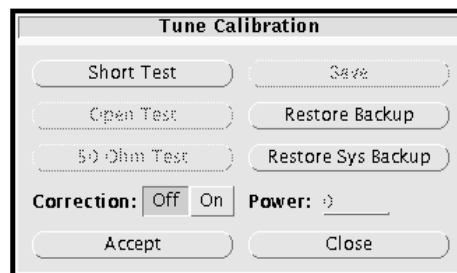 Tune Calibration
Short Test Save
Open Test Restore Backup
50 Ohm Test Restore Sys Backup
Correction: Off On Power: 0
Accept Close